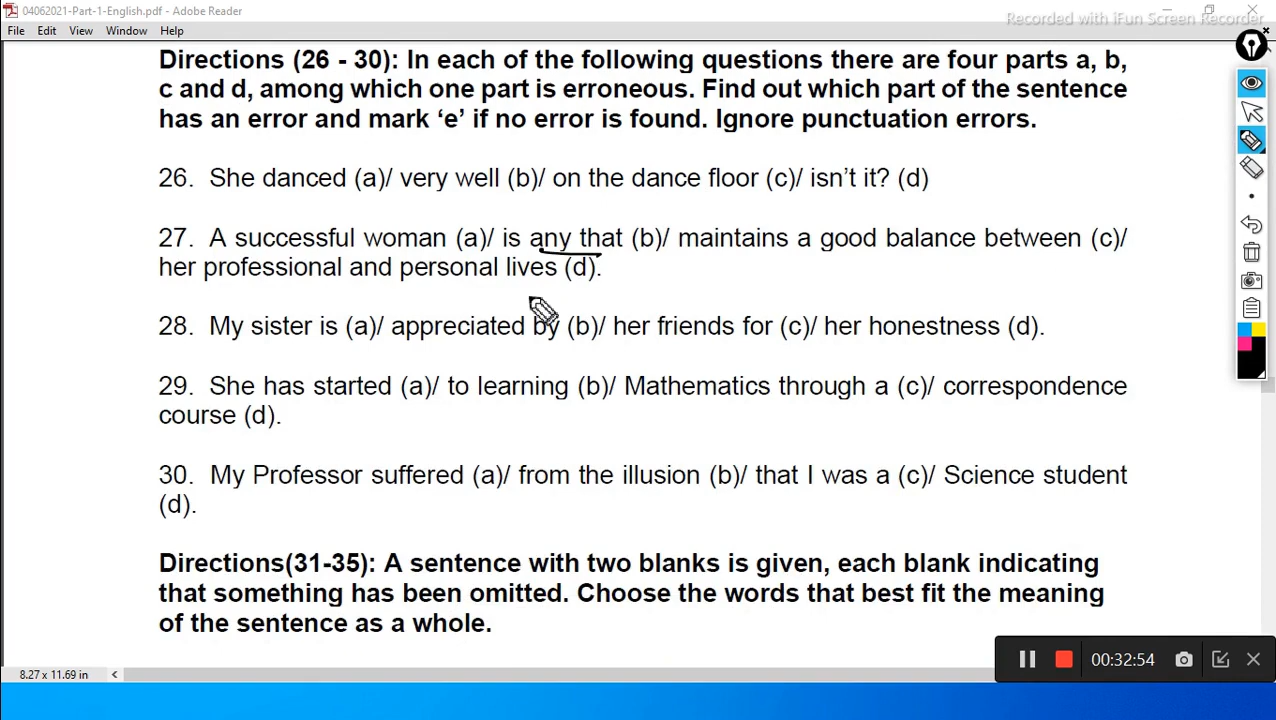 04062021-Part-1-English.pdf - Adobe Reader
Recorded with iFun Screen Recorder
File Edit View Window Help
Directions (26 - 30): In each of the following questions there are four parts a, b,
c and d, among which one part is erroneous. Find out which part of the sentence
has an error and mark ‘e’ if no error is found. Ignore punctuation errors.
26. She danced (a)/ very well (b)/ on the dance floor (c)/ isn’t it? (d)
27. A successful woman (a)/ is any that (b)/ maintains a good balance between (c)/
her professional and personal lives (d).
28. My sister is (a)/ appreciated by (b)/ her friends for (c)/ her honestness (d).
29. She has started (a)/ to learning (b)/ Mathematics through a (c)/ correspondence
course (d).
30. My Professor suffered (a)/ from the illusion (b)/ that I was a (c)/ Science student
(d).
Directions(31-35): A sentence with two blanks is given, each blank indicating
that something has been omitted. Choose the words that best fit the meaning
of the sentence as a whole.
00:32:54
8.27 x 11.69 in